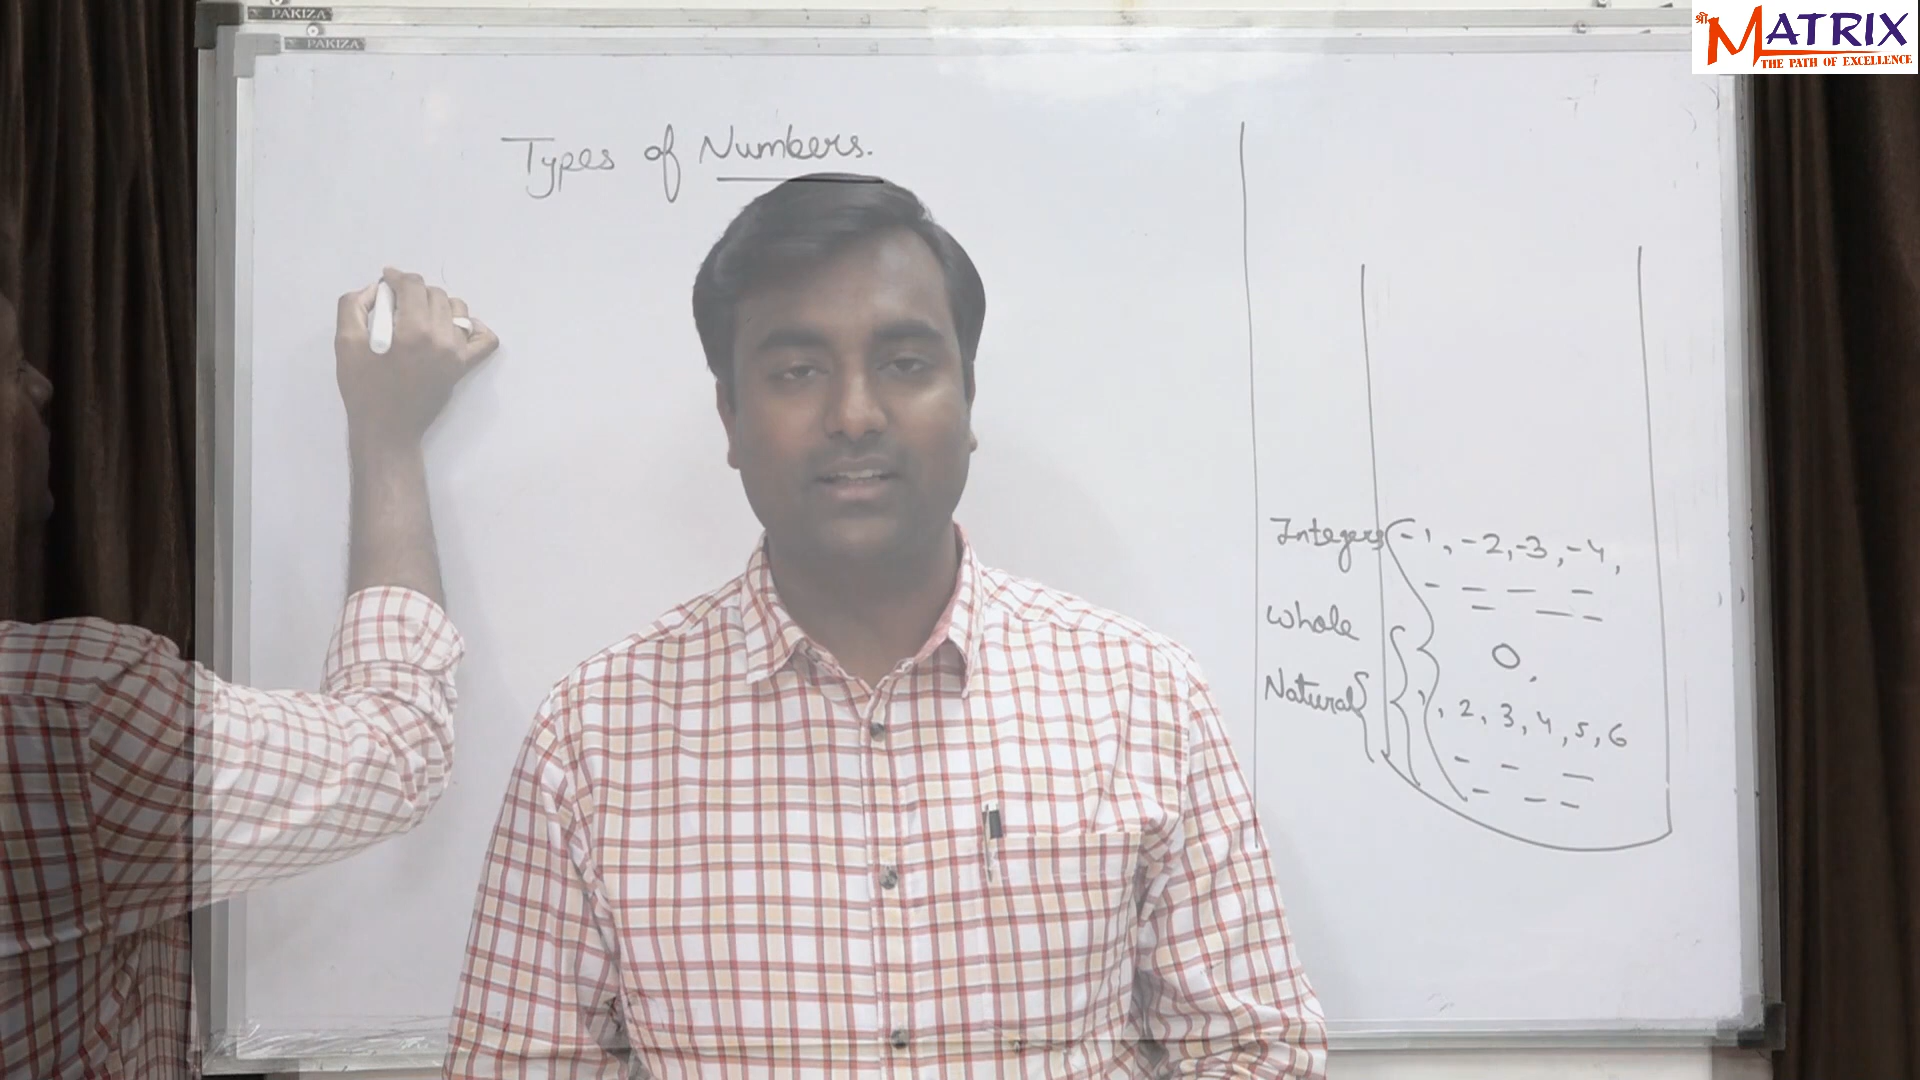 PAKIZA
PAKIZA
श्री MATRIX
THE PATH OF EXCELLENCE
Types of Numbers.
Integers -1, -2, -3, -4,
Whole 0,
Natural 1, 2, 3, 4, 5, 6